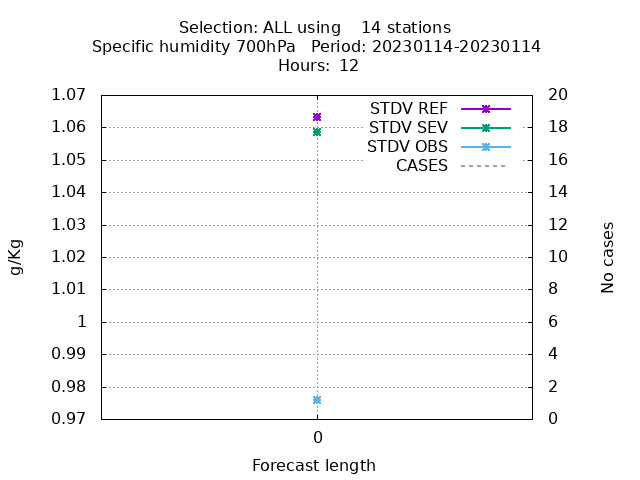 Selection: ALL using    14 stations
Specific humidity 700hPa   Period: 20230114-20230114
Hours:  12
1.07
1.06
1.05
1.04
1.03
1.02
1.01
1
0.99
0.98
0.97
g/Kg
STDV REF
STDV SEV
STDV OBS
CASES
20
18
16
14
12
10
8
6
4
2
0
No cases
0
Forecast length